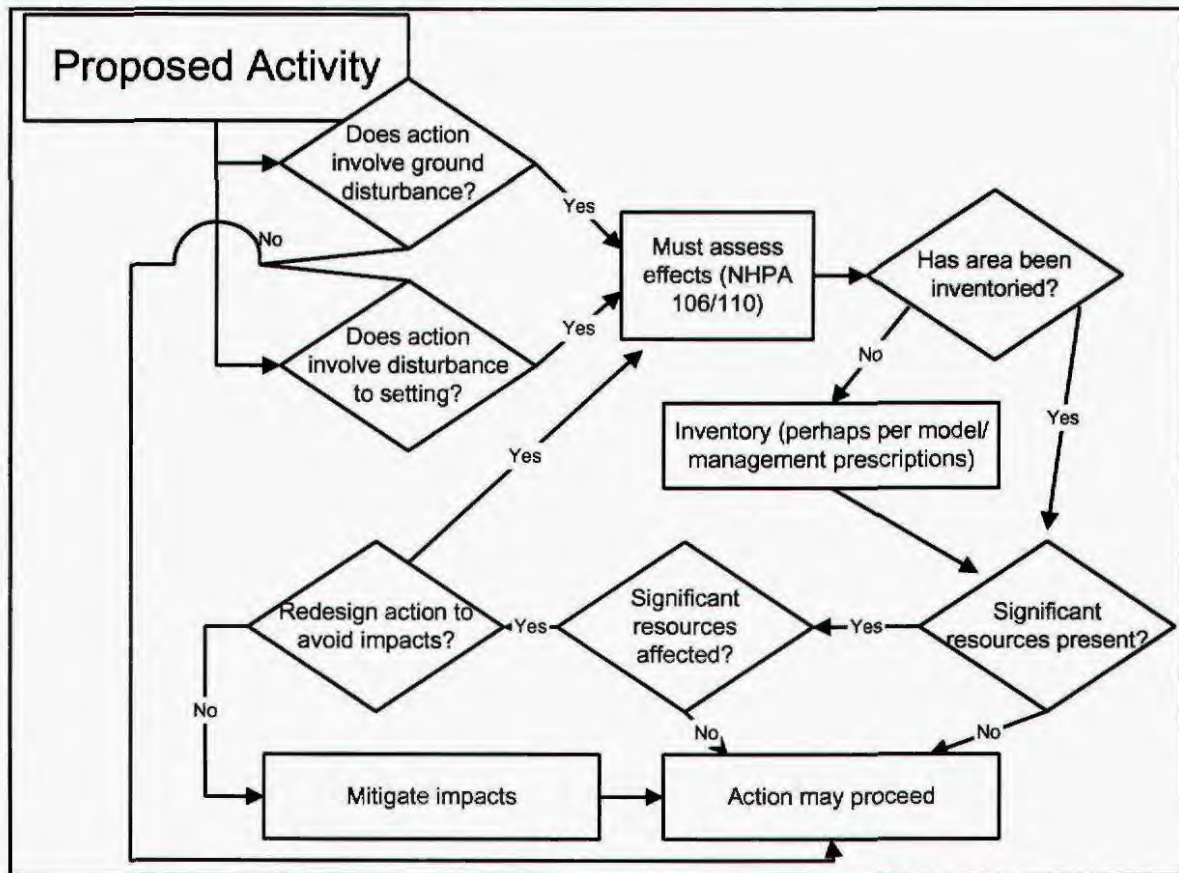 Proposed Activity
Does action
involve ground
disturbance?
Yes
No
Must assess
effects (NHPA
106/110)
Has area been
inventoried?
Does action
involve disturbance
to setting?
Yes
No
Yes
Inventory (perhaps per model/
management prescriptions)
Yes
Redesign action to
avoid impacts?
Yes
Significant
resources
affected?
Yes
Significant
resources present?
No
No
No
Mitigate impacts
Action may proceed